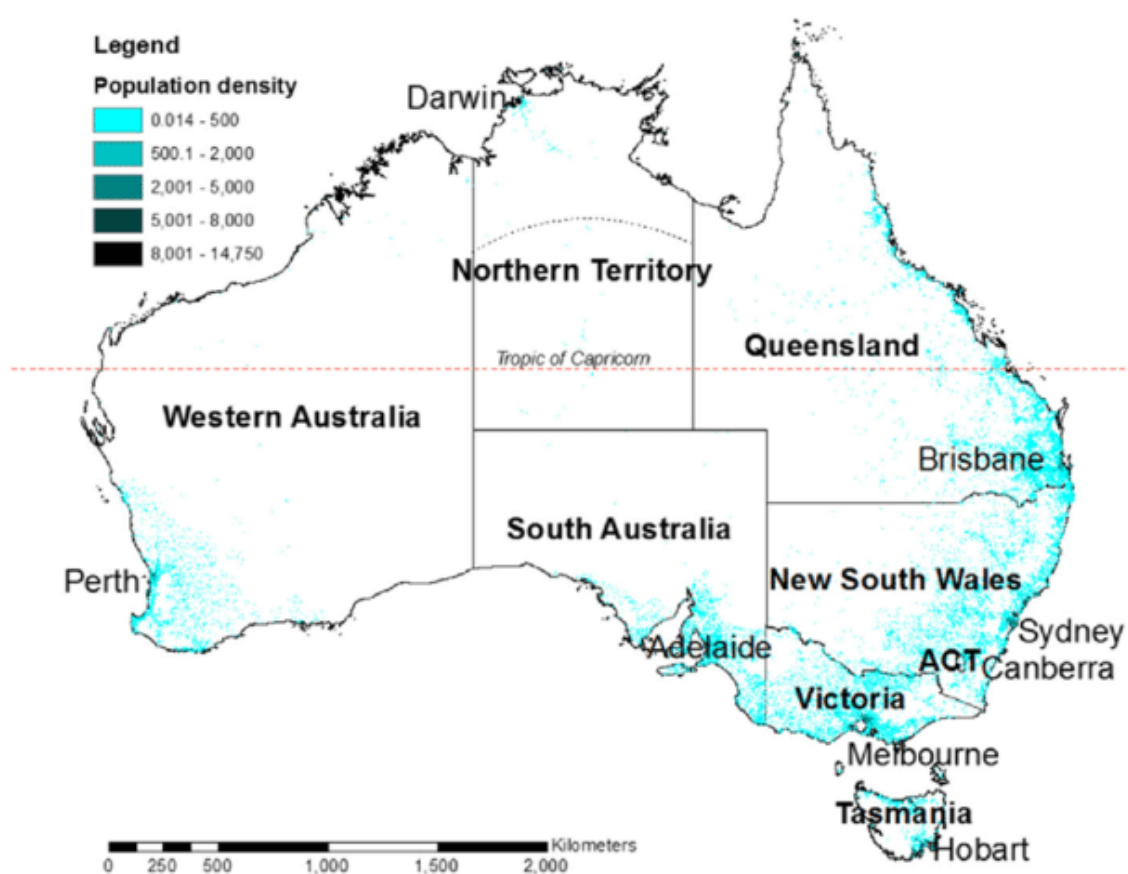 Legend
Population density
0.014 - 500
500.1 - 2,000
2,001 - 5,000
5,001 - 8,000
8,001 - 14,750
Darwin
Northern Territory
Queensland
Tropic of Capricorn
Western Australia
Brisbane
South Australia
New South Wales
Perth
Sydney
Adelaide
ACT
Canberra
Victoria
Melbourne
Tasmania
Hobart
Kilometers
0 250 500 1,000 1,500 2,000